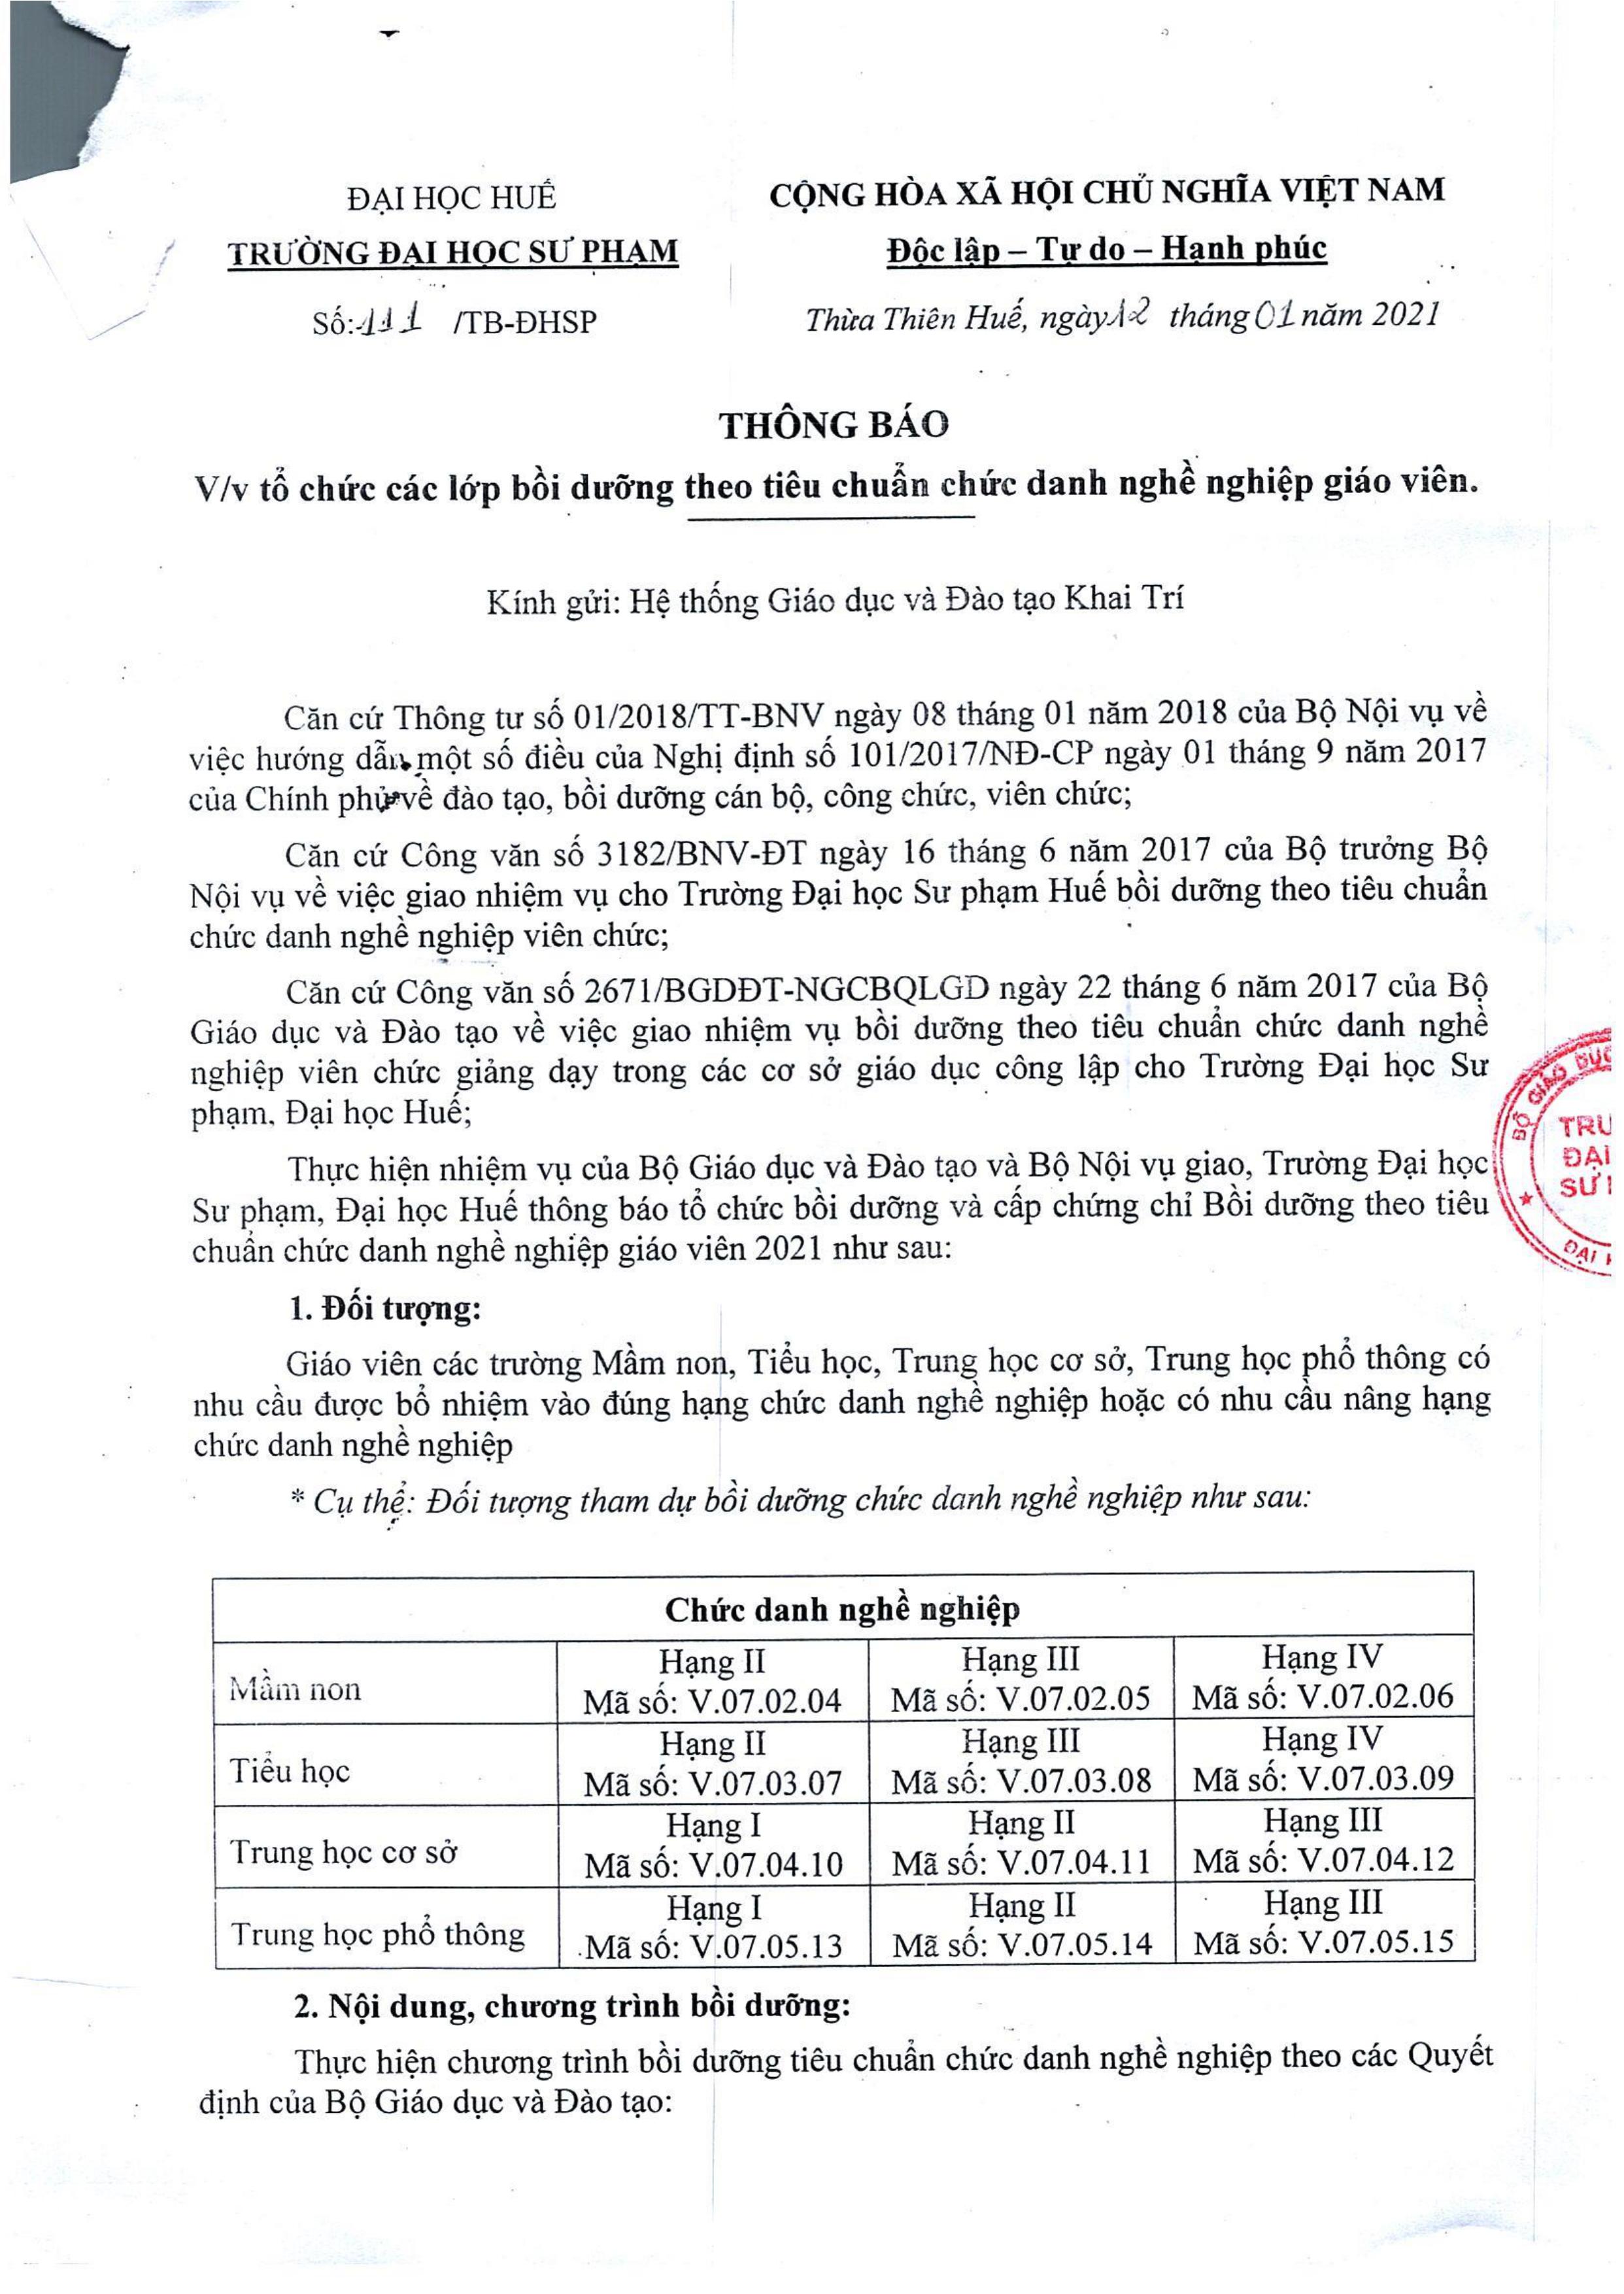 ĐẠI HỌC HUẾ
TRƯỜNG ĐẠI HỌC SƯ PHẠM
Số: 111 /TB-ĐHSP
CỘNG HÒA XÃ HỘI CHỦ NGHĨA VIỆT NAM
Độc lập – Tự do – Hạnh phúc
Thừa Thiên Huế, ngày 12 tháng 01 năm 2021
THÔNG BÁO
V/v tổ chức các lớp bồi dưỡng theo tiêu chuẩn chức danh nghề nghiệp giáo viên.
Kính gửi: Hệ thống Giáo dục và Đào tạo Khai Trí
Căn cứ Thông tư số 01/2018/TT-BNV ngày 08 tháng 01 năm 2018 của Bộ Nội vụ về
việc hướng dẫn một số điều của Nghị định số 101/2017/NĐ-CP ngày 01 tháng 9 năm 2017
của Chính phủ về đào tạo, bồi dưỡng cán bộ, công chức, viên chức;
Căn cứ Công văn số 3182/BNV-ĐT ngày 16 tháng 6 năm 2017 của Bộ trưởng Bộ
Nội vụ về việc giao nhiệm vụ cho Trường Đại học Sư phạm Huế bồi dưỡng theo tiêu chuẩn
chức danh nghề nghiệp viên chức;
Căn cứ Công văn số 2671/BGDĐT-NGCBQLGD ngày 22 tháng 6 năm 2017 của Bộ
Giáo dục và Đào tạo về việc giao nhiệm vụ bồi dưỡng theo tiêu chuẩn chức danh nghề
nghiệp viên chức giảng dạy trong các cơ sở giáo dục công lập cho Trường Đại học Sư
phạm, Đại học Huế;
Thực hiện nhiệm vụ của Bộ Giáo dục và Đào tạo và Bộ Nội vụ giao, Trường Đại học
Sư phạm, Đại học Huế thông báo tổ chức bồi dưỡng và cấp chứng chỉ Bồi dưỡng theo tiêu
chuẩn chức danh nghề nghiệp giáo viên 2021 như sau:
BỘ GIÁO DỤC
TRƯ
ĐẠI
SƯ
ĐẠI H
1. Đối tượng:
Giáo viên các trường Mầm non, Tiểu học, Trung học cơ sở, Trung học phổ thông có
nhu cầu được bổ nhiệm vào đúng hạng chức danh nghề nghiệp hoặc có nhu cầu nâng hạng
chức danh nghề nghiệp
* Cụ thể: Đối tượng tham dự bồi dưỡng chức danh nghề nghiệp như sau:
Chức danh nghề nghiệp
Mầm non
Hạng II
Mã số: V.07.02.04
Hạng III
Mã số: V.07.02.05
Hạng IV
Mã số: V.07.02.06
Tiểu học
Hạng II
Mã số: V.07.03.07
Hạng III
Mã số: V.07.03.08
Hạng IV
Mã số: V.07.03.09
Trung học cơ sở
Hạng I
Mã số: V.07.04.10
Hạng II
Mã số: V.07.04.11
Hạng III
Mã số: V.07.04.12
Trung học phổ thông
Hạng I
Mã số: V.07.05.13
Hạng II
Mã số: V.07.05.14
Hạng III
Mã số: V.07.05.15
2. Nội dung, chương trình bồi dưỡng:
Thực hiện chương trình bồi dưỡng tiêu chuẩn chức danh nghề nghiệp theo các Quyết
định của Bộ Giáo dục và Đào tạo: